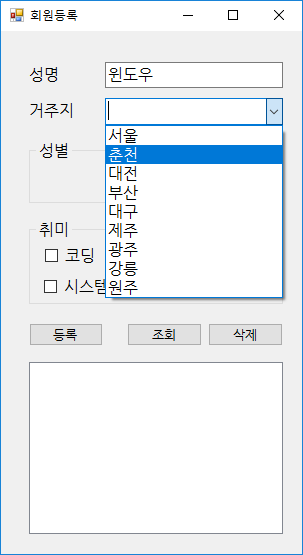 회원등록
성명 윈도우
거주지
서울
춘천
성별
대전
부산
대구
제주
취미
광주
코딩
강릉
시스템
원주
등록 조회 삭제